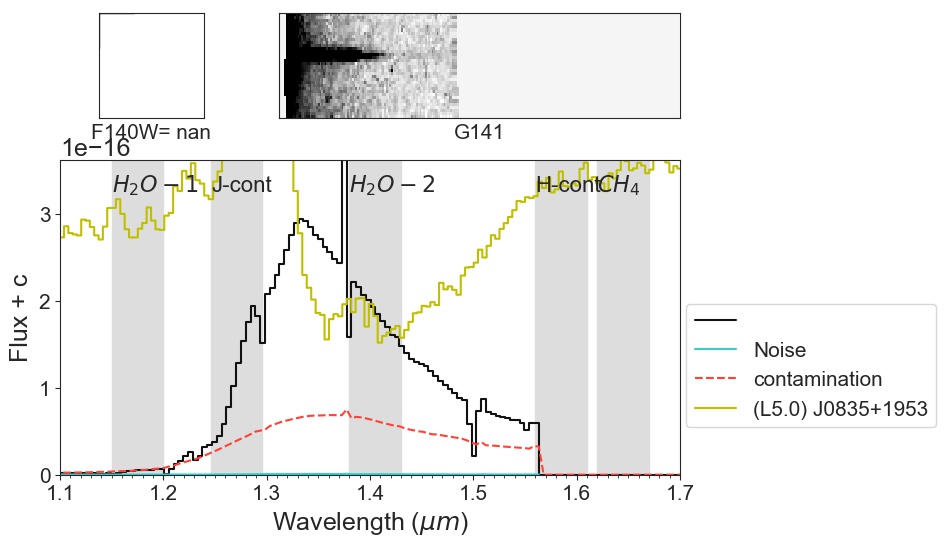 F140W= nan
G141
1e−16
H₂O − 1
J-cont
H₂O − 2
H-cont
CH₄
3
2
1
0
Flux + c
1.1
1.2
1.3
1.4
1.5
1.6
1.7
Wavelength (μm)
Noise
contamination
(L5.0) J0835+1953